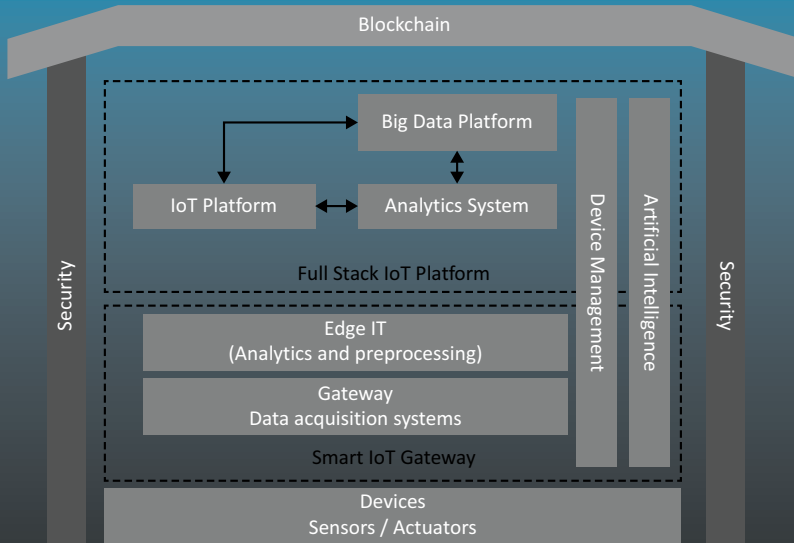 Blockchain
Big Data Platform
IoT Platform
Analytics System
Full Stack IoT Platform
Device Management
Artificial Intelligence
Security
Security
Edge IT
(Analytics and preprocessing)
Gateway
Data acquisition systems
Smart IoT Gateway
Devices
Sensors / Actuators